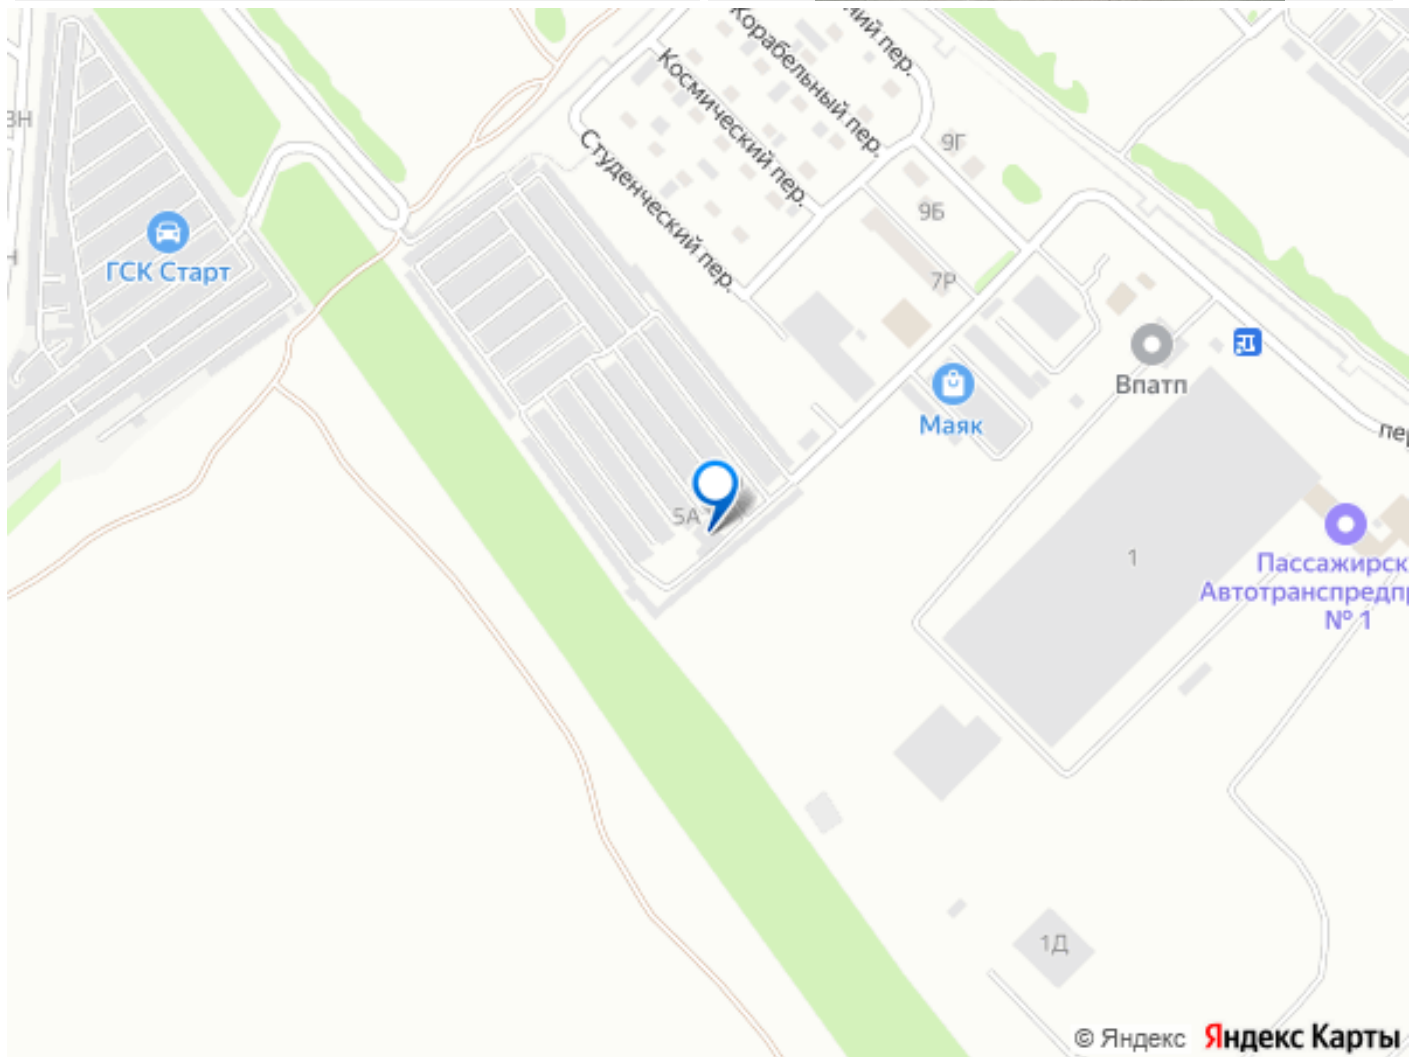 Корабельный пер.
Космический пер.
Студенческий пер.
9Г
9Б
7Р
ГСК Старт
Впатп
Маяк
5А
1
Пассажирск
Автотранспредпр
№ 1
1Д
© Яндекс Яндекс Карты